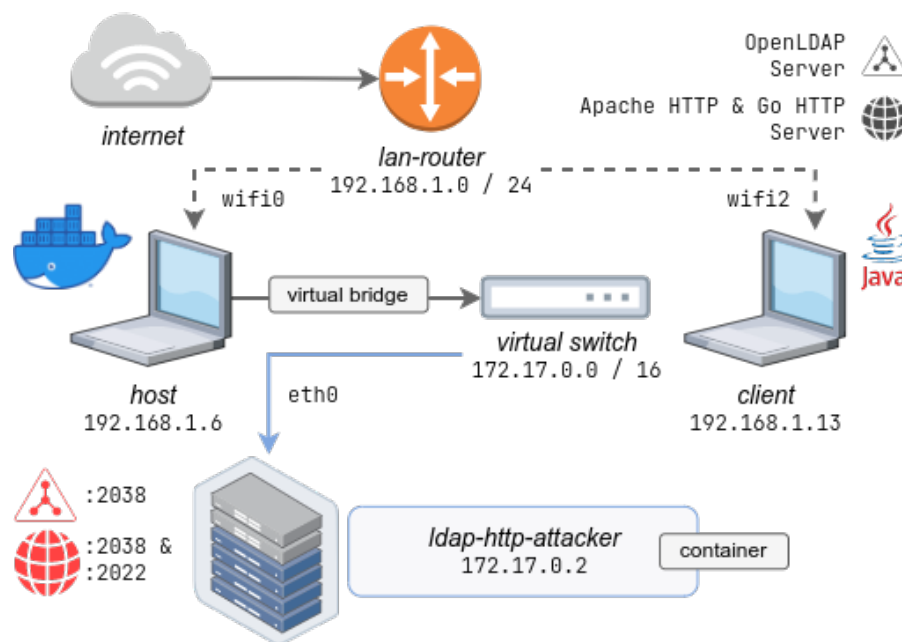 OpenLDAP
Server
Apache HTTP & Go HTTP
Server
internet
lan-router
192.168.1.0 / 24
wifi0
wifi2
Java
virtual bridge
virtual switch
172.17.0.0 / 16
host
192.168.1.6
eth0
client
192.168.1.13
:2038
:2038 &
:2022
ldap-http-attacker
172.17.0.2
container